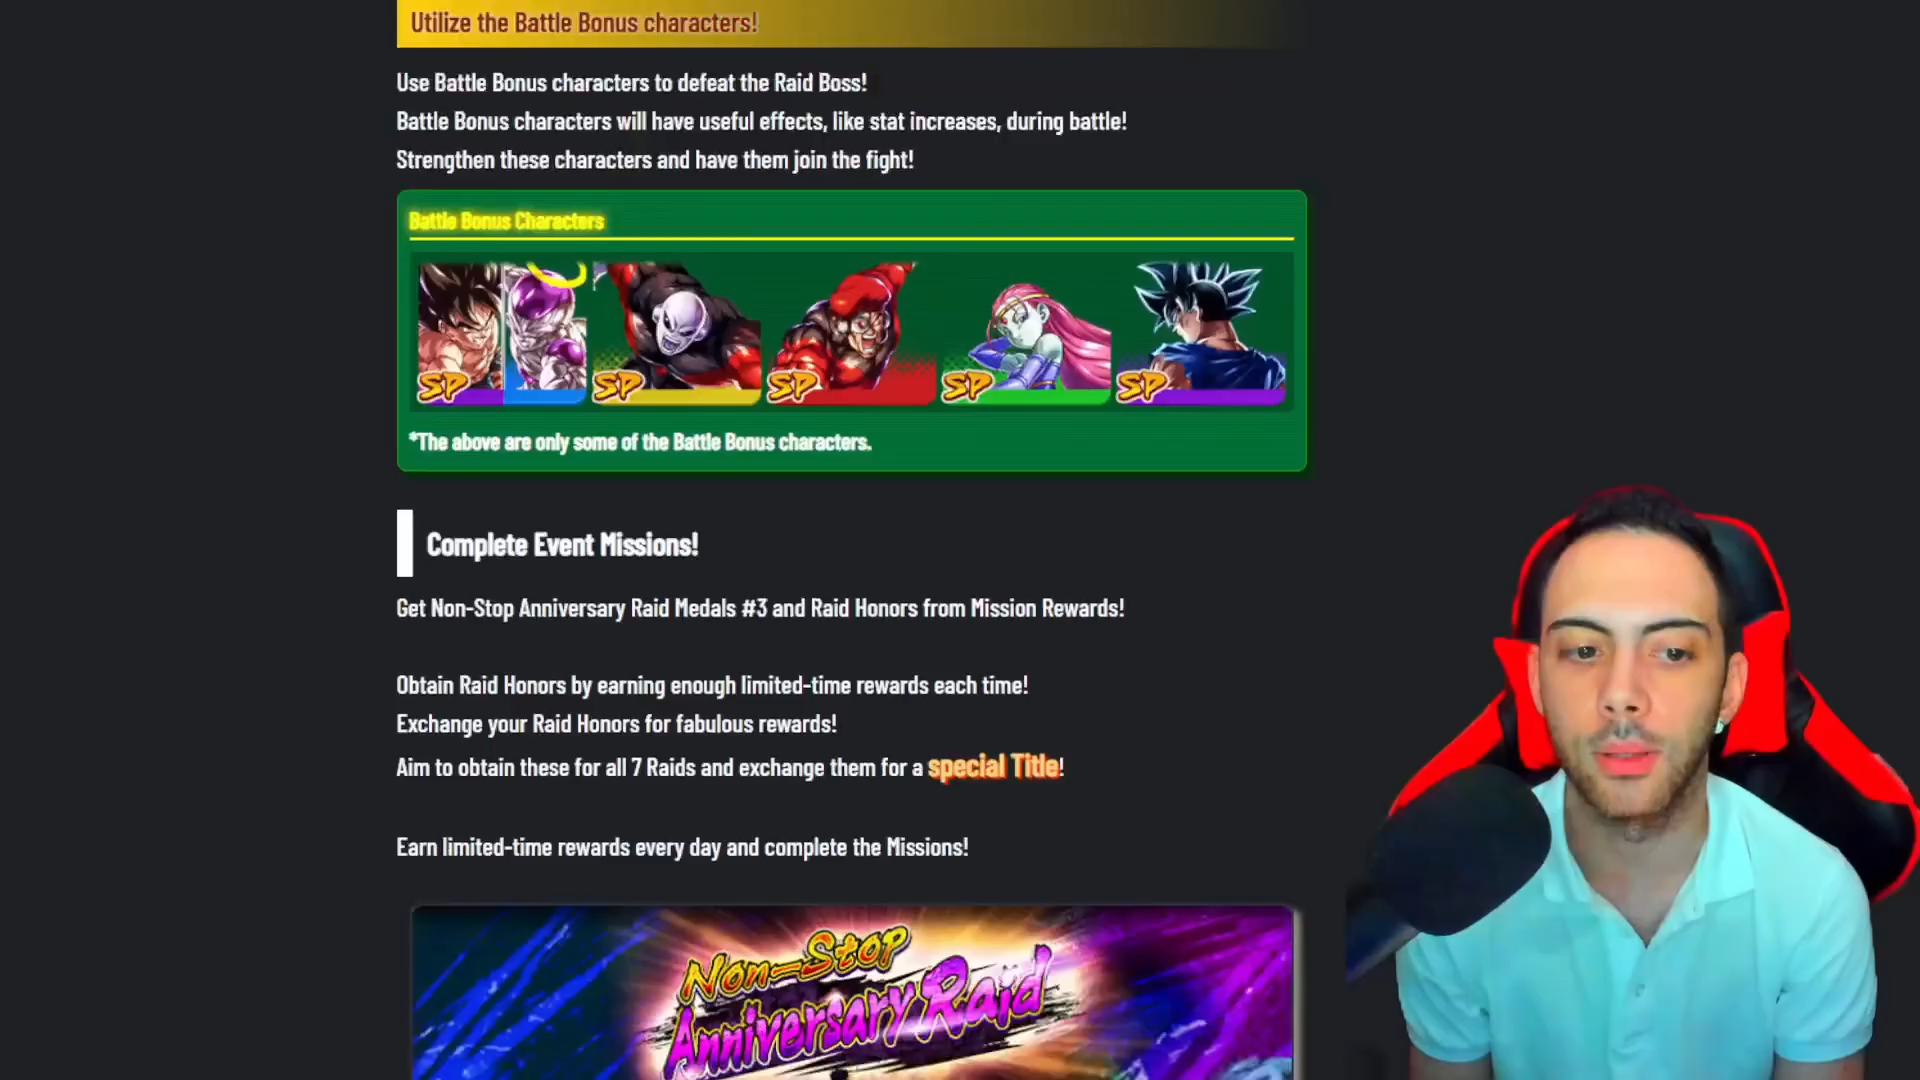 Utilize the Battle Bonus characters!
Use Battle Bonus characters to defeat the Raid Boss!
Battle Bonus characters will have useful effects, like stat increases, during battle!
Strengthen these characters and have them join the fight!
Battle Bonus Characters
SP SP SP SP SP
*The above are only some of the Battle Bonus characters.
Complete Event Missions!
Get Non-Stop Anniversary Raid Medals #3 and Raid Honors from Mission Rewards!
Obtain Raid Honors by earning enough limited-time rewards each time!
Exchange your Raid Honors for fabulous rewards!
Aim to obtain these for all 7 Raids and exchange them for a special Title!
Earn limited-time rewards every day and complete the Missions!
Non-Stop
Anniversary Raid